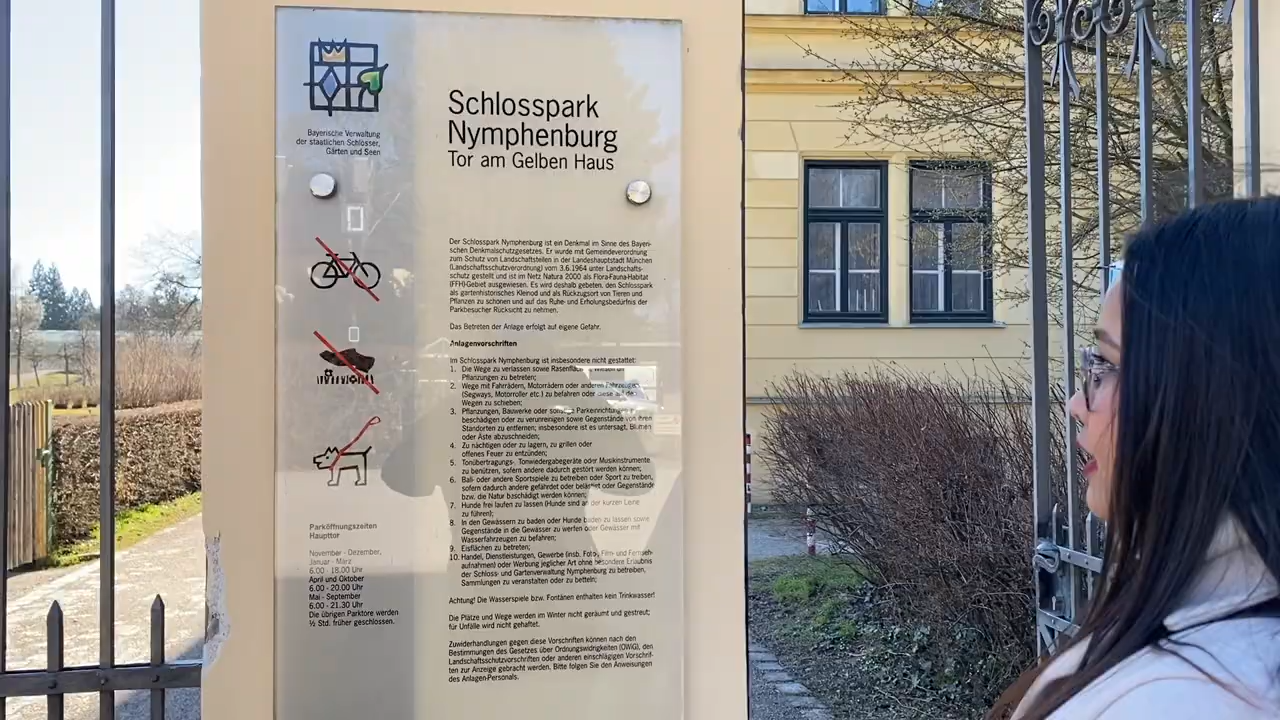 Bayerische Verwaltung
der staatlichen Schlösser,
Gärten und Seen
Schlosspark
Nymphenburg
Tor am Gelben Haus
Der Schlosspark Nymphenburg ist ein Denkmal im Sinne des Bayeri-
schen Denkmalschutzgesetzes. Er wurde mit Gemeindeverordnung
zum Schutz von Landschaftsteilen in der Landeshauptstadt München
(Landschaftsschutzverordnung) vom 3.6.1964 unter Landschafts-
schutz gestellt und ist im Netz Natura 2000 als Flora-Fauna-Habitat
(FFH)-Gebiet ausgewiesen. Es wird deshalb gebeten, den Schlosspark
als gartenhistorisches Kleinod und als Rückzugsort von Tieren und
Pflanzen zu schonen und auf das Ruhe- und Erholungsbedürfnis der
Parkbesucher Rücksicht zu nehmen.
Das Betreten der Anlage erfolgt auf eigene Gefahr.
Anlagenvorschriften
Im Schlosspark Nymphenburg ist insbesondere nicht gestattet:
1. Die Wege zu verlassen sowie Rasenflächen, Wiesen und
Pflanzungen zu betreten;
2. Wege mit Fahrrädern, Motorrädern oder anderen Fahrzeugen
(Segways, Motorroller etc.) zu befahren oder diese auf den
Wegen zu schieben;
3. Pflanzungen, Bauwerke oder sonstige Parkeinrichtungen zu
beschädigen oder zu verunreinigen sowie Gegenstände von ihren
Standorten zu entfernen; insbesondere ist es untersagt, Blumen
oder Äste abzuschneiden;
4. Zu nächtigen oder zu lagern, zu grillen oder
offenes Feuer zu entzünden;
5. Tonübertragungs-, Tonwiedergabegeräte oder Musikinstrumente
zu benützen, sofern andere dadurch gestört werden können;
6. Ball- oder andere Sportspiele zu betreiben oder Sport zu treiben,
sofern dadurch andere gefährdet oder belästigt oder Gegenstände
bzw. die Natur beschädigt werden können;
7. Hunde frei laufen zu lassen (Hunde sind an der kurzen Leine
zu führen);
8. In den Gewässern zu baden oder Hunde baden zu lassen sowie
Gegenstände in die Gewässer zu werfen oder Gewässer mit
Wasserfahrzeugen zu befahren;
9. Eisflächen zu betreten;
10. Handel, Dienstleistungen, Gewerbe (insb. Foto-, Film- und Fernseh-
aufnahmen) oder Werbung jeglicher Art ohne besondere Erlaubnis
der Schloss- und Gartenverwaltung Nymphenburg zu betreiben,
Sammlungen zu veranstalten oder zu betteln;
Achtung! Die Wasserspiele bzw. Fontänen enthalten kein Trinkwasser!
Die Plätze und Wege werden im Winter nicht geräumt und gestreut;
für Unfälle wird nicht gehaftet.
Zuwiderhandlungen gegen diese Vorschriften können nach den
Bestimmungen des Gesetzes über Ordnungswidrigkeiten (OWiG), den
Landschaftsschutzvorschriften oder anderen einschlägigen Vorschrif-
ten zur Anzeige gebracht werden. Bitte folgen Sie den Anweisungen
des Anlagen-Personals.
Parköffnungszeiten
Haupttor
November - Dezember,
Januar - März
6.00 - 18.00 Uhr
April und Oktober
6.00 - 20.00 Uhr
Mai - September
6.00 - 21.30 Uhr
Die übrigen Parktore werden
½ Std. früher geschlossen.